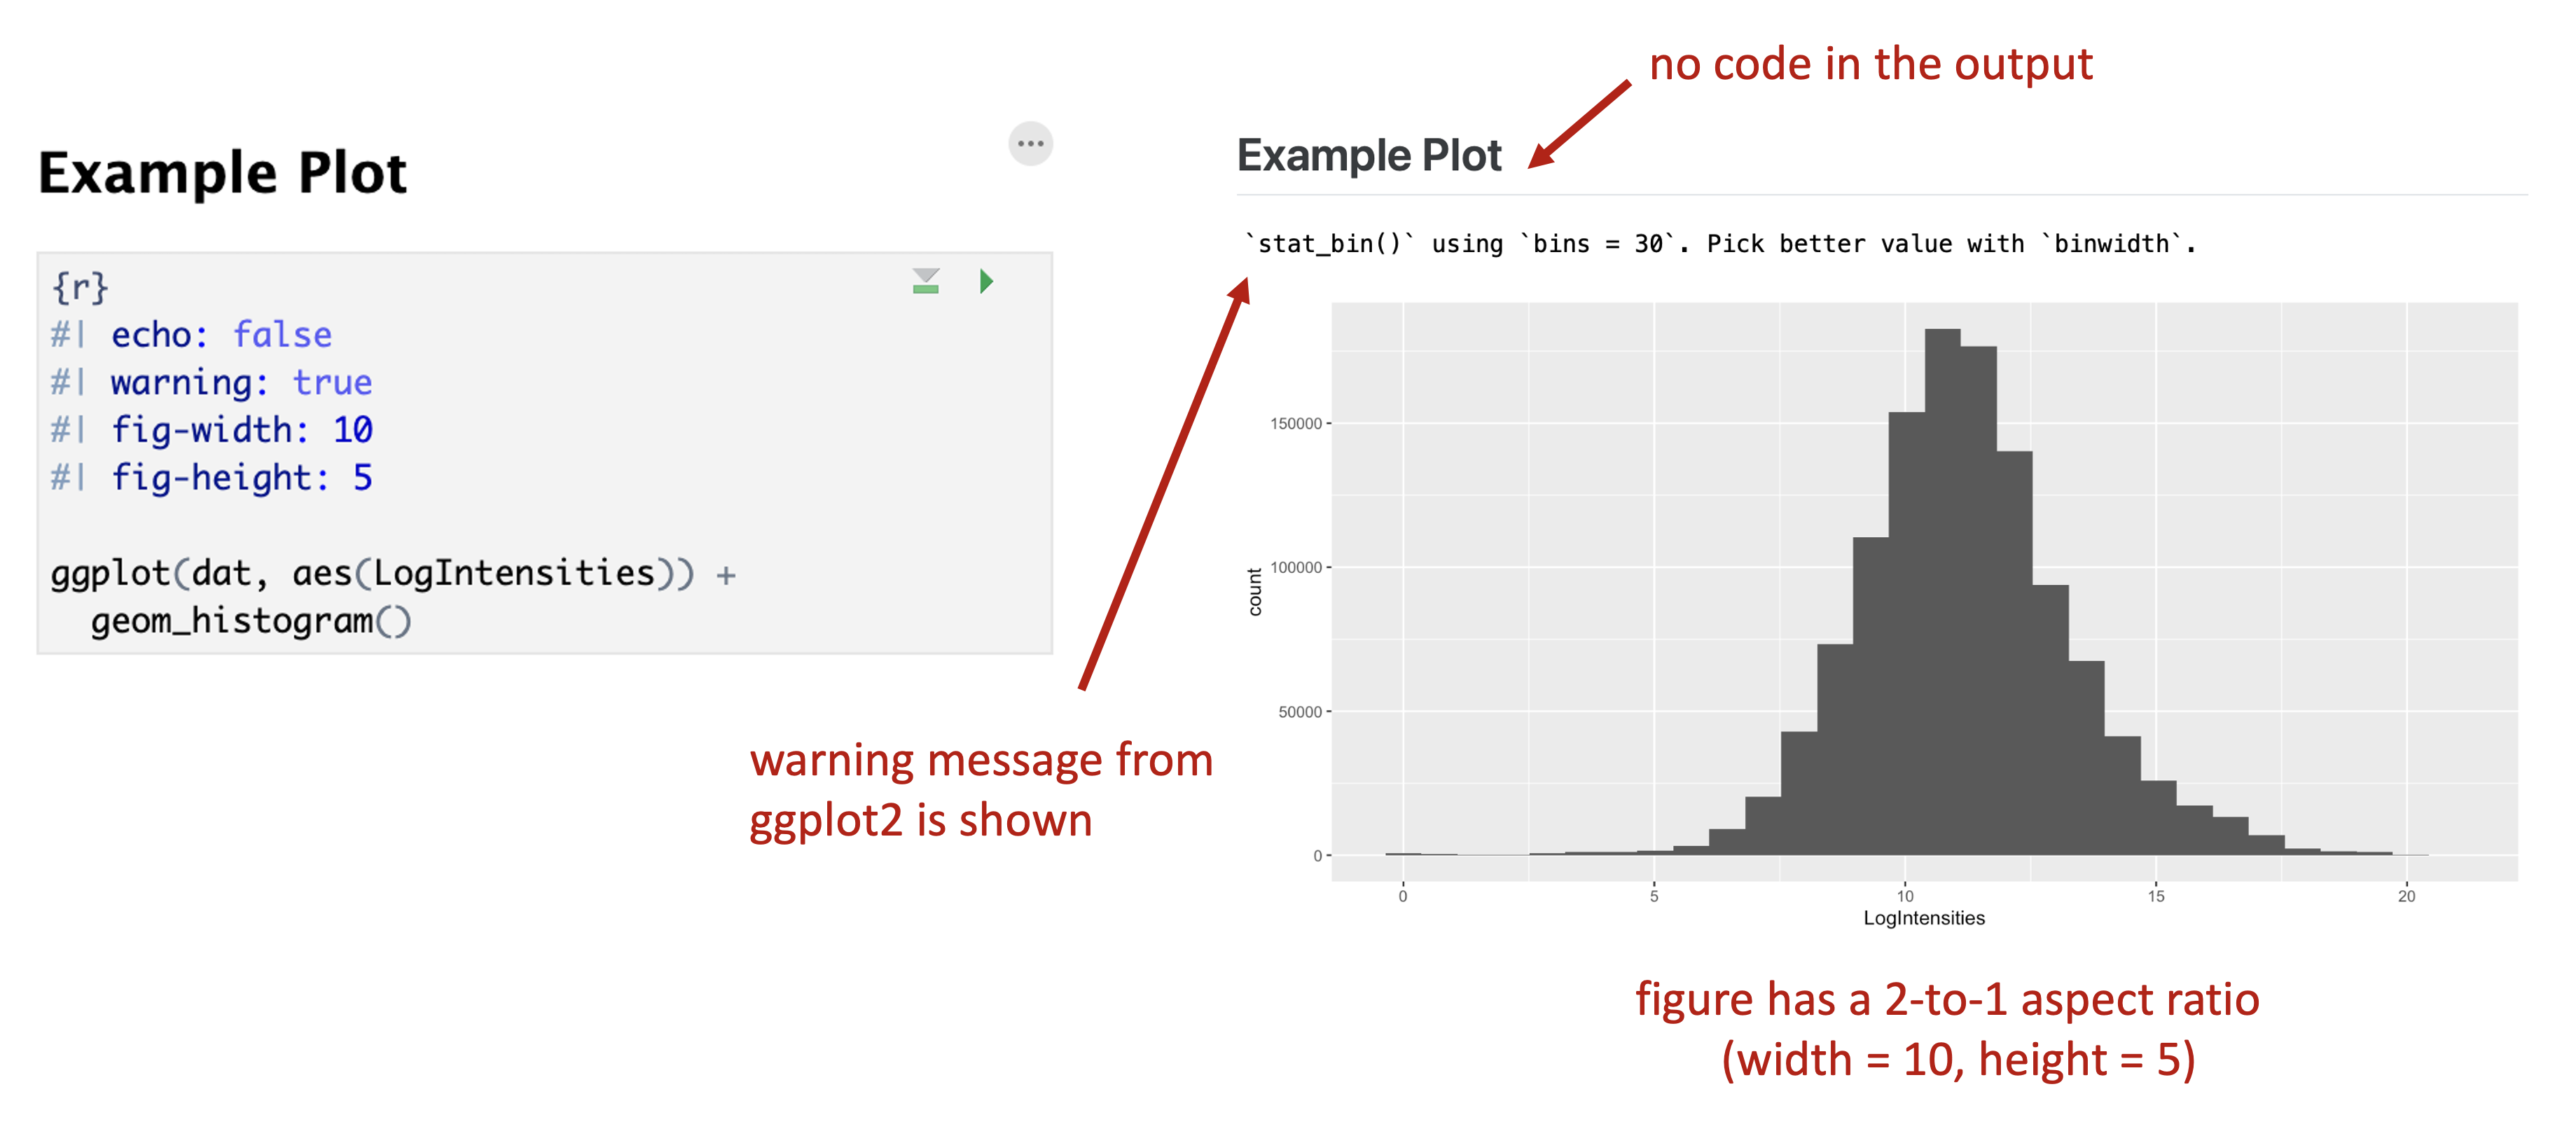 Example Plot
{r}
#| echo: false
#| warning: true
#| fig-width: 10
#| fig-height: 5
ggplot(dat, aes(LogIntensities)) +
  geom_histogram()
warning message from
ggplot2 is shown
no code in the output
Example Plot
`stat_bin()` using `bins = 30`. Pick better value with `binwidth`.
150000
100000
50000
0
count
0 5 10 15 20
LogIntensities
figure has a 2-to-1 aspect ratio
(width = 10, height = 5)